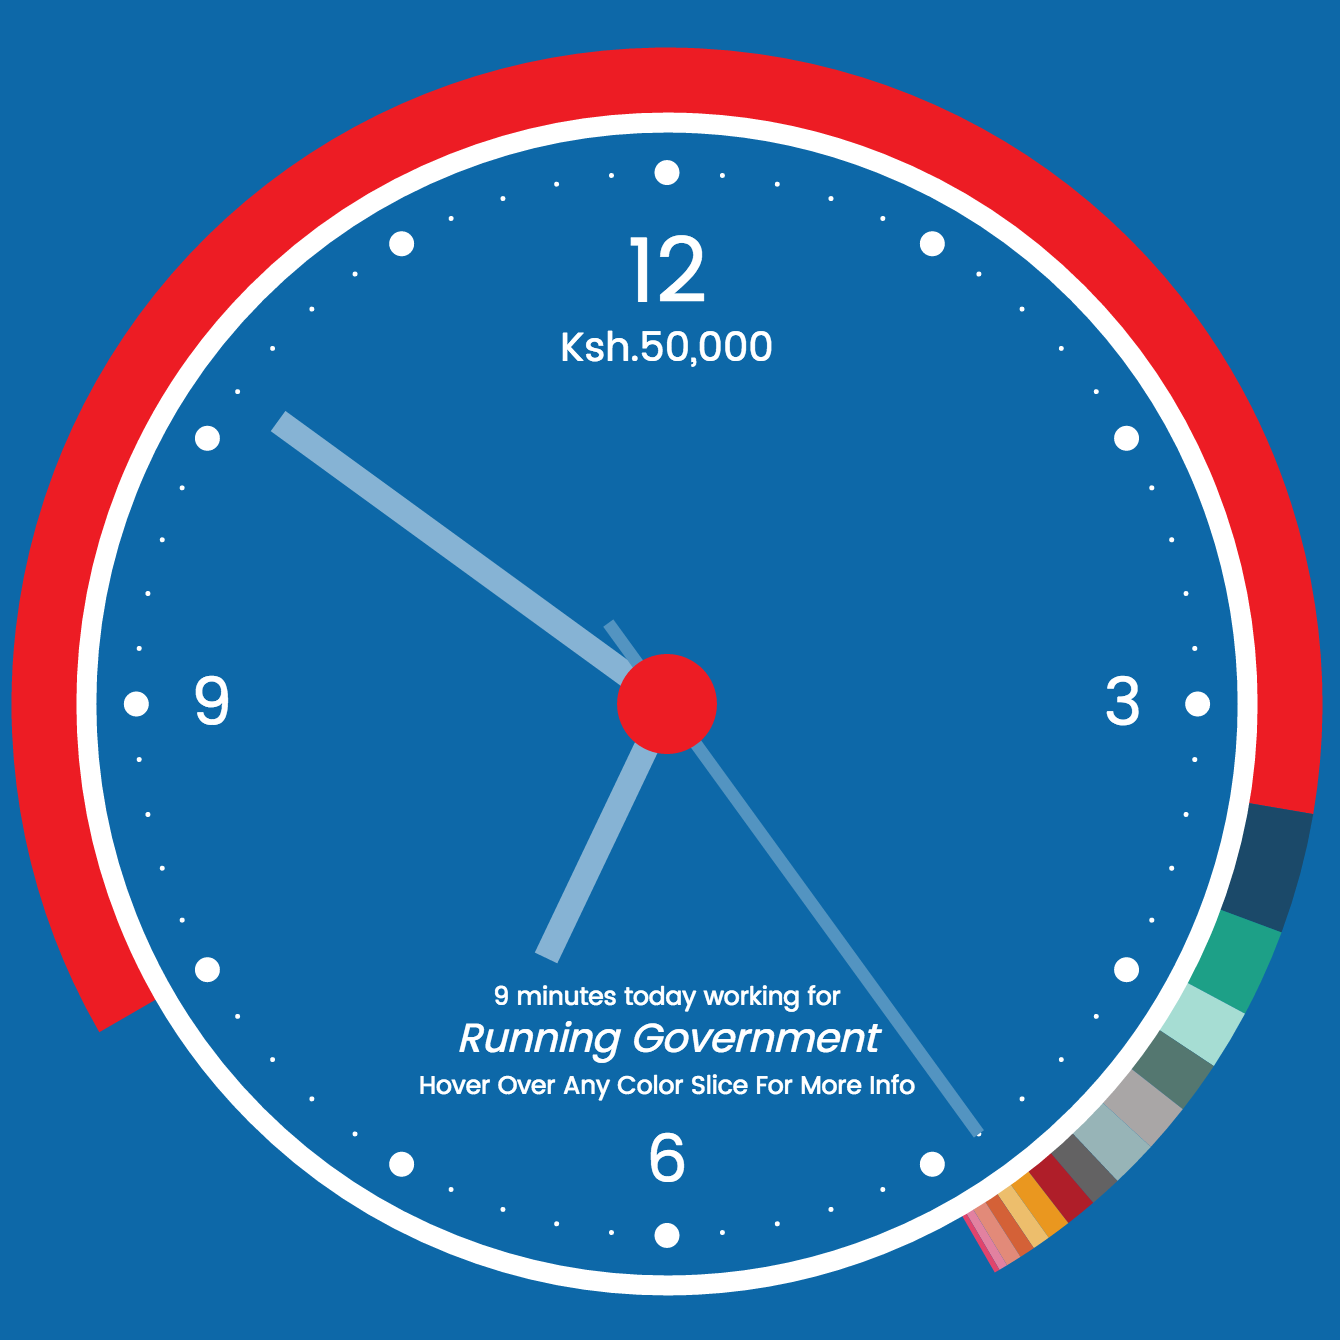 12
Ksh.50,000
9
3
9 minutes today working for
Running Government
Hover Over Any Color Slice For More Info
6